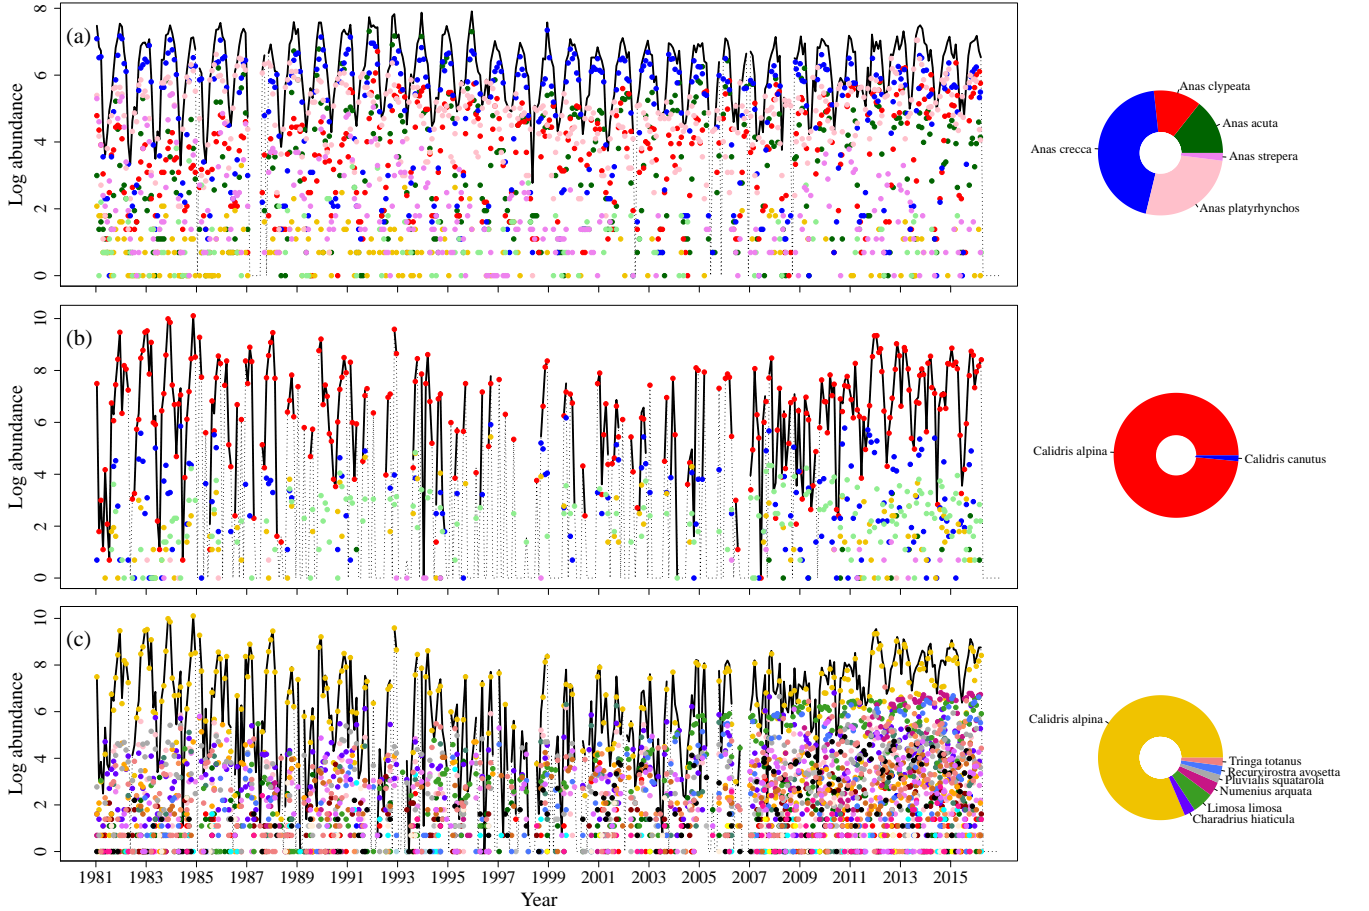 (a)
Log abundance
0
2
4
6
8
Anas clypeata
Anas acuta
Anas crecca
Anas strepera
Anas platyrhynchos
(b)
Log abundance
0
2
4
6
8
10
Calidris alpina
Calidris canutus
(c)
Log abundance
0
2
4
6
8
10
Calidris alpina
Tringa totanus
Recurvirostra avosetta
Pluvialis squatarola
Numenius arquata
Limosa limosa
Charadrius hiaticula
1981 1983 1985 1987 1989 1991 1993 1995 1997 1999 2001 2003 2005 2007 2009 2011 2013 2015
Year